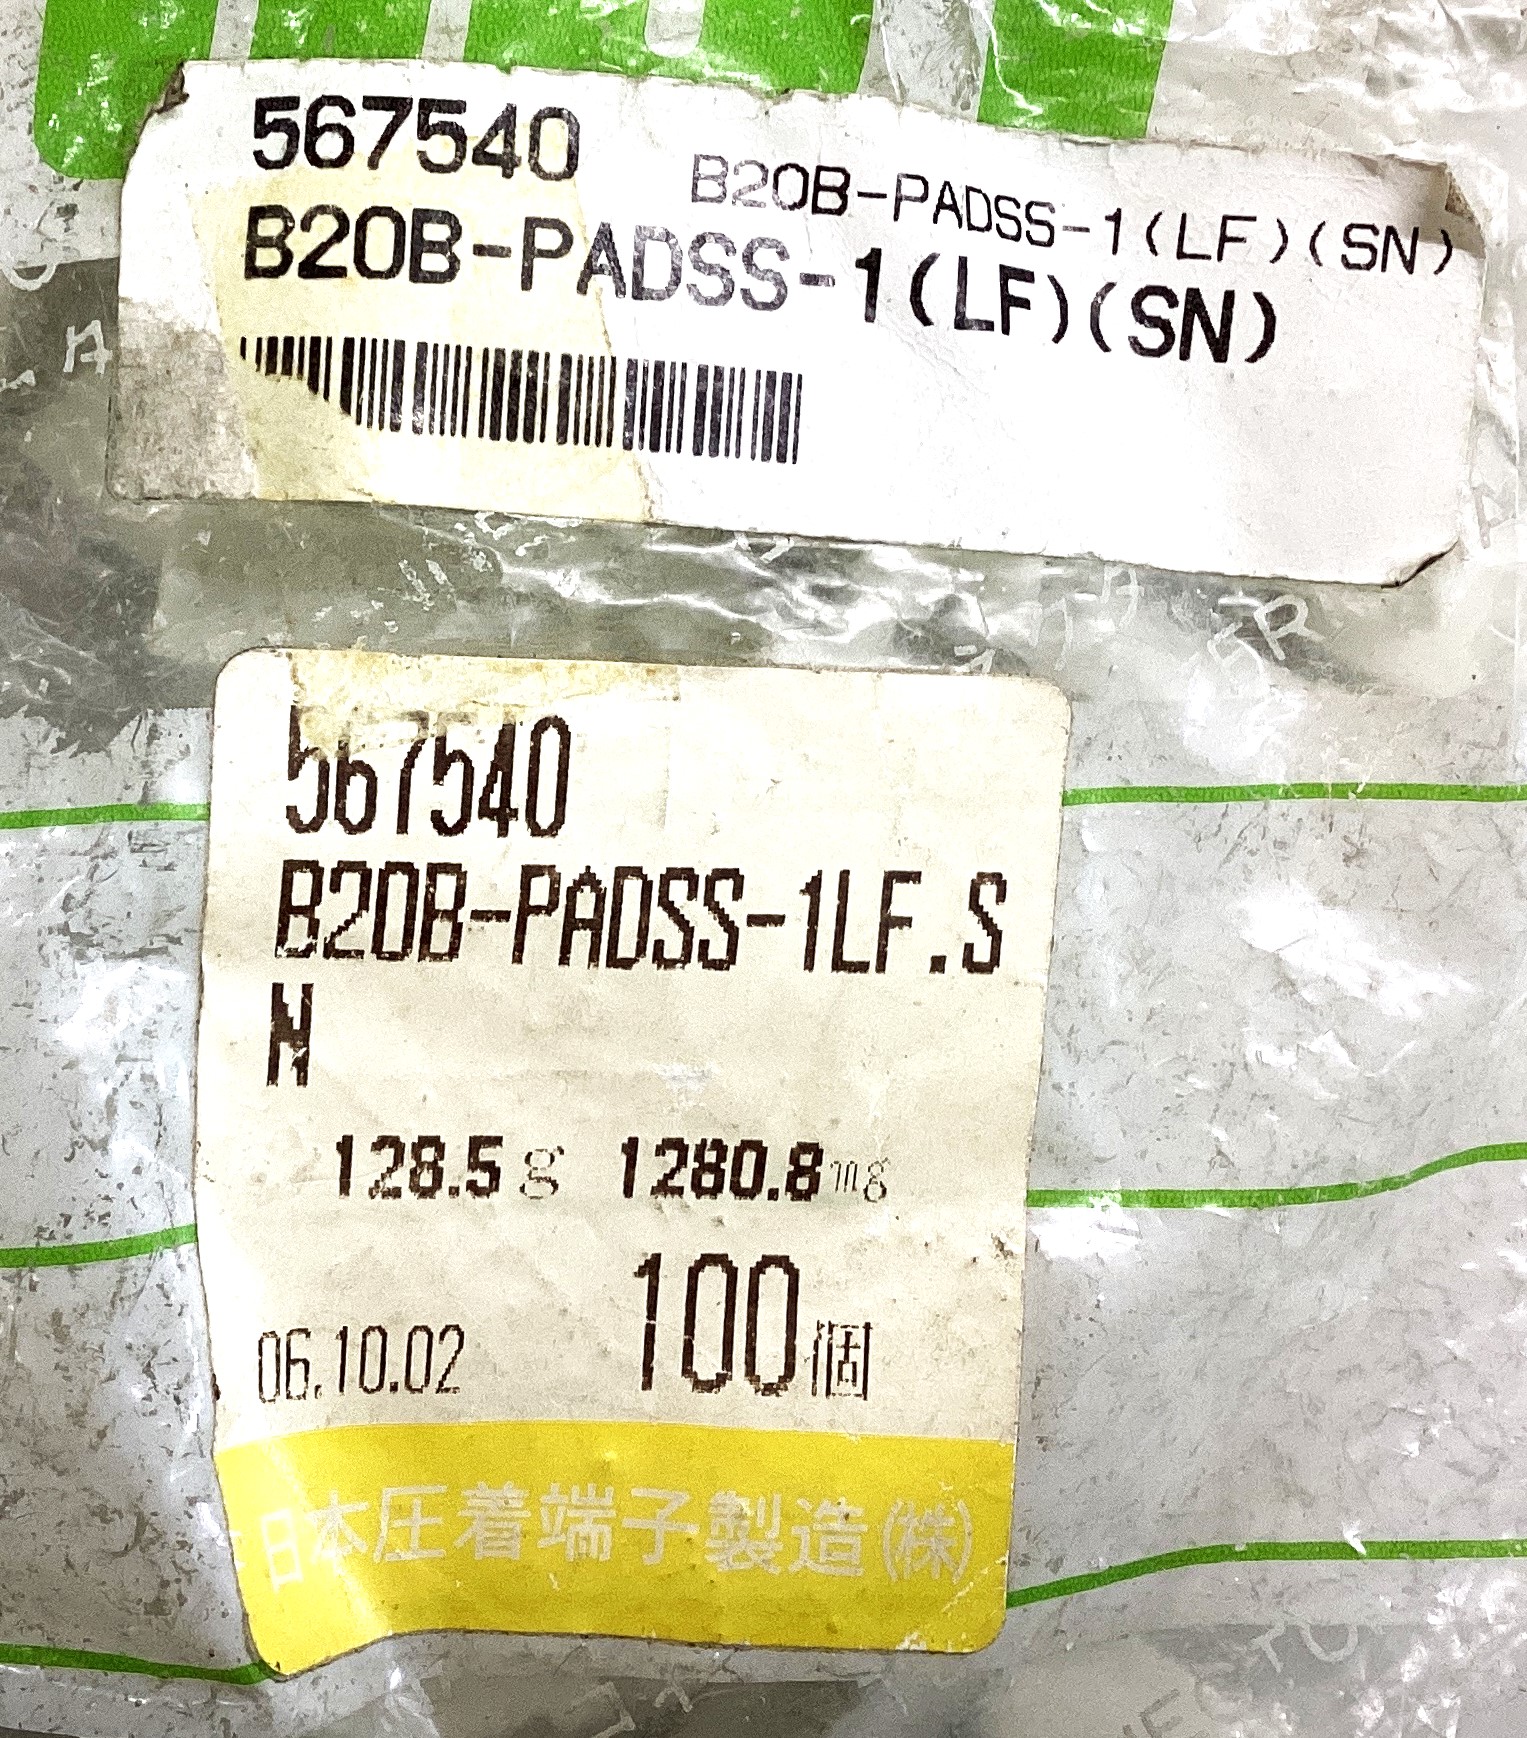 567540
B20B-PADSS-1(LF)(SN)
B20B-PADSS-1(LF)(SN)
567540
B20B-PADSS-1LF.S
N
128.5g 1280.8mg
06.10.02 100個
日本圧着端子製造(株)